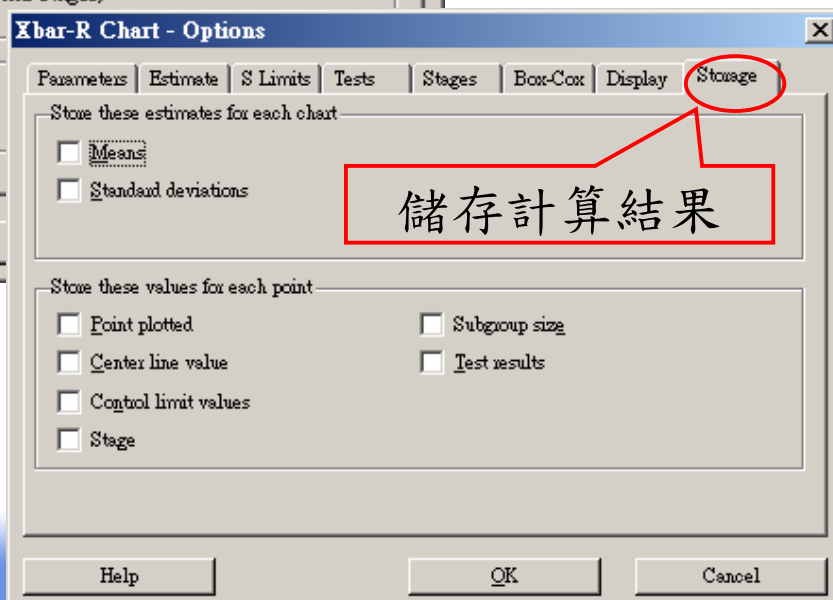 Xbar-R Chart - Options
Parameters Estimate S Limits Tests Stages Box-Cox Display Storage
Store these estimates for each chart
Means
Standard deviations
儲存計算結果
Store these values for each point
Point plotted
Subgroup size
Center line value
Test results
Control limit values
Stage
Help OK Cancel